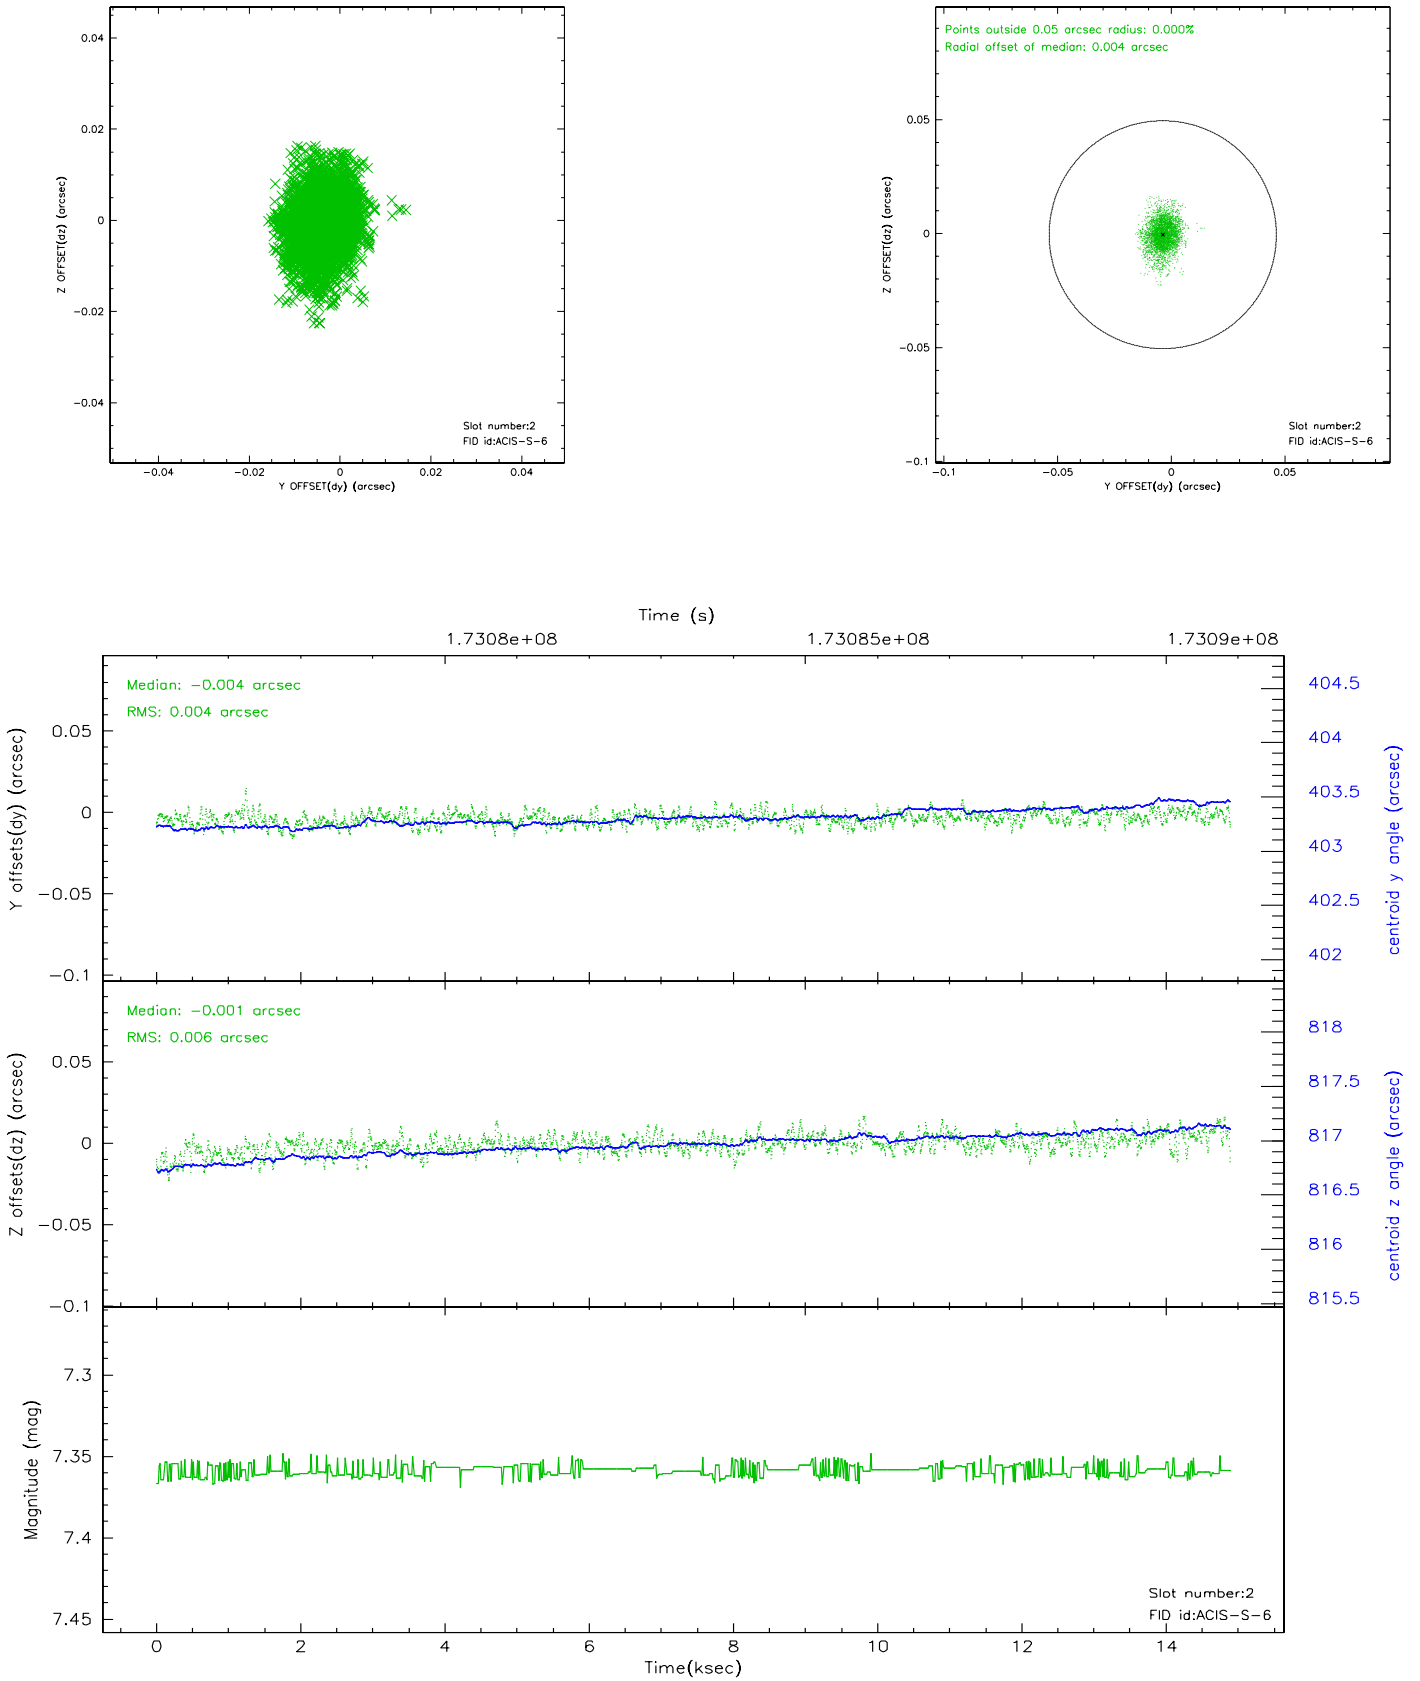 0.04
0.02
0
-0.02
-0.04
Z OFFSET(dz) (arcsec)
Slot number:2
FID id:ACIS-S-6
-0.04 -0.02 0 0.02 0.04
Y OFFSET(dy) (arcsec)
Points outside 0.05 arcsec radius: 0.000%
Radial offset of median: 0.004 arcsec
0.05
0
-0.05
-0.1
Z OFFSET(dz) (arcsec)
Slot number:2
FID id:ACIS-S-6
-0.1 -0.05 0 0.05
Y OFFSET(dy) (arcsec)
Time (s)
1.7308e+08 1.73085e+08 1.7309e+08
Median: -0.004 arcsec
RMS: 0.004 arcsec
0.05
0
-0.05
-0.1
Y offsets(dy) (arcsec)
404.5
404
403.5
403
402.5
402
centroid y angle (arcsec)
Median: -0.001 arcsec
RMS: 0.006 arcsec
0.05
0
-0.05
-0.1
Z offsets(dz) (arcsec)
818
817.5
817
816.5
816
815.5
centroid z angle (arcsec)
7.3
7.35
7.4
7.45
Magnitude (mag)
Slot number:2
FID id:ACIS-S-6
0 2 4 6 8 10 12 14
Time(ksec)